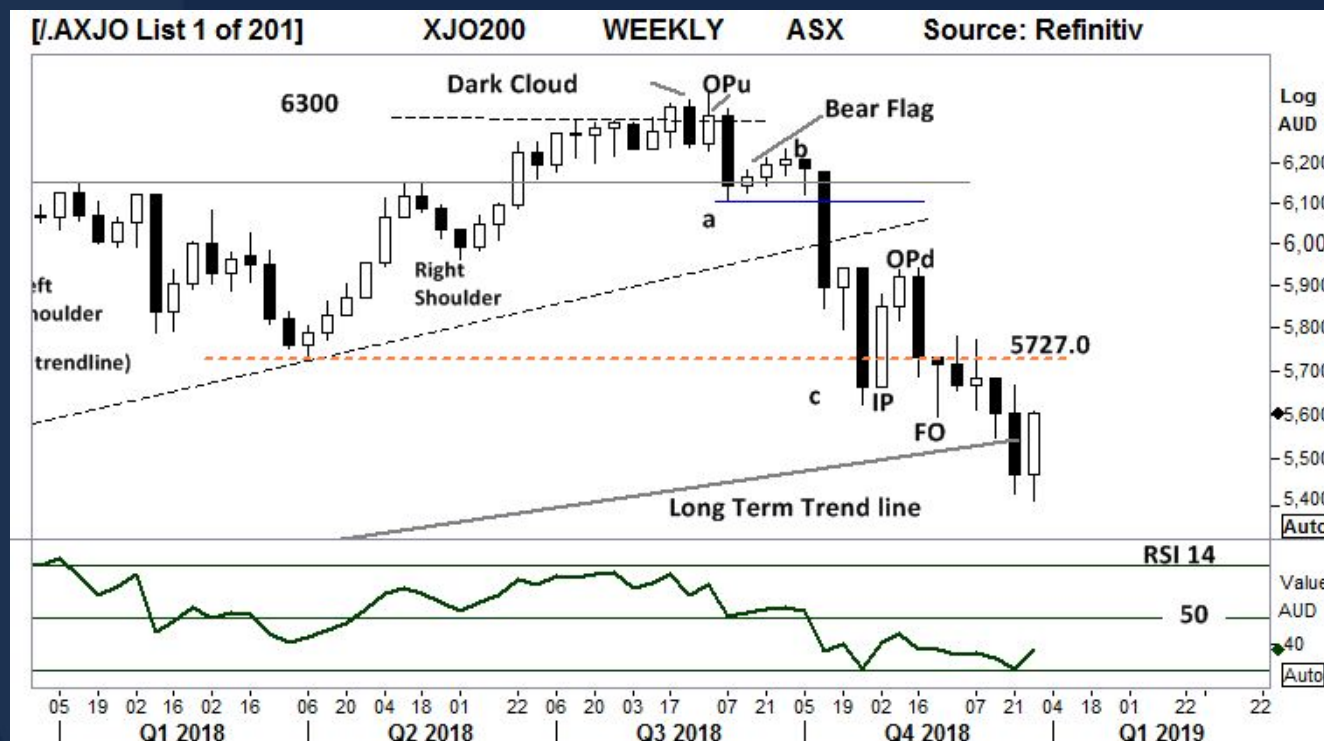 [/.AXJO List 1 of 201] XJO200 WEEKLY ASX Source: Refinitiv
Dark Cloud OPu
6300
Bear Flag
Log
AUD
b
6,200
6,100
a
6,00
OPd
Right
Shoulder
5,900
eft
houlder
5,800
trendline)
5727.0
5,700
c IP
5,600
FO
5,500
Long Term Trend line
5,400
Auto
RSI 14
Value
AUD
50
40
Auto
05 19 02 16 02 16 06 20 04 18 01 22 06 20 03 17 07 21 05 19 02 16 07 21 04 18 01 22 22
Q1 2018 Q2 2018 Q3 2018 Q4 2018 Q1 2019